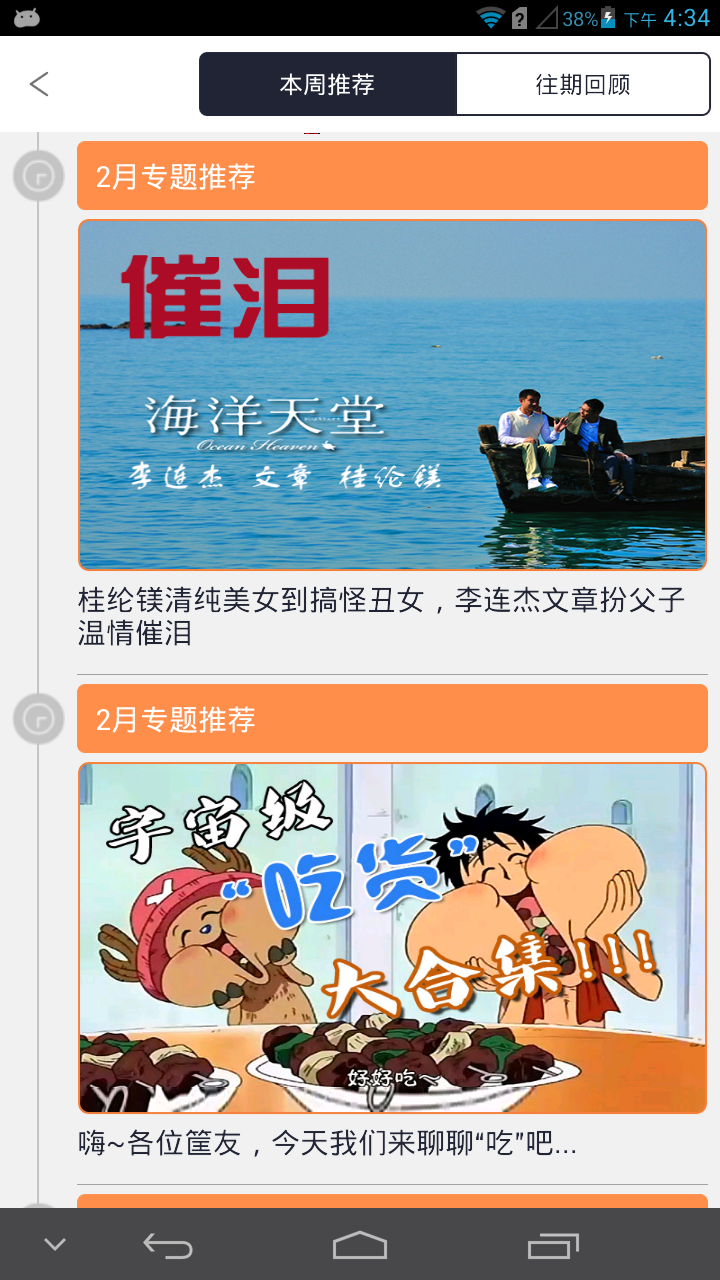 38% 下午 4:34
本周推荐 往期回顾
2月专题推荐
催泪
海洋天堂
Ocean Heaven
李连杰 文章 桂纶镁
桂纶镁清纯美女到搞怪丑女，李连杰文章扮父子
温情催泪
2月专题推荐
宇宙级
“吃货”
大合集!!!
好好吃~
嗨~各位筐友，今天我们来聊聊“吃”吧...